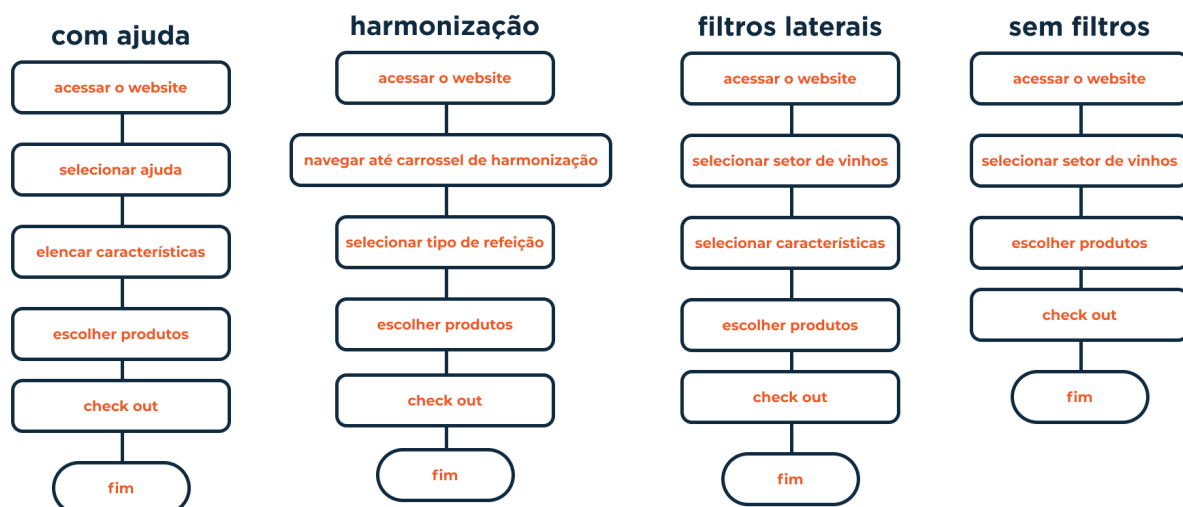 com ajuda
acessar o website
selecionar ajuda
elencar características
escolher produtos
check out
fim
harmonização
acessar o website
navegar até carrossel de harmonização
selecionar tipo de refeição
escolher produtos
check out
fim
filtros laterais
acessar o website
selecionar setor de vinhos
selecionar características
escolher produtos
check out
fim
sem filtros
acessar o website
selecionar setor de vinhos
escolher produtos
check out
fim